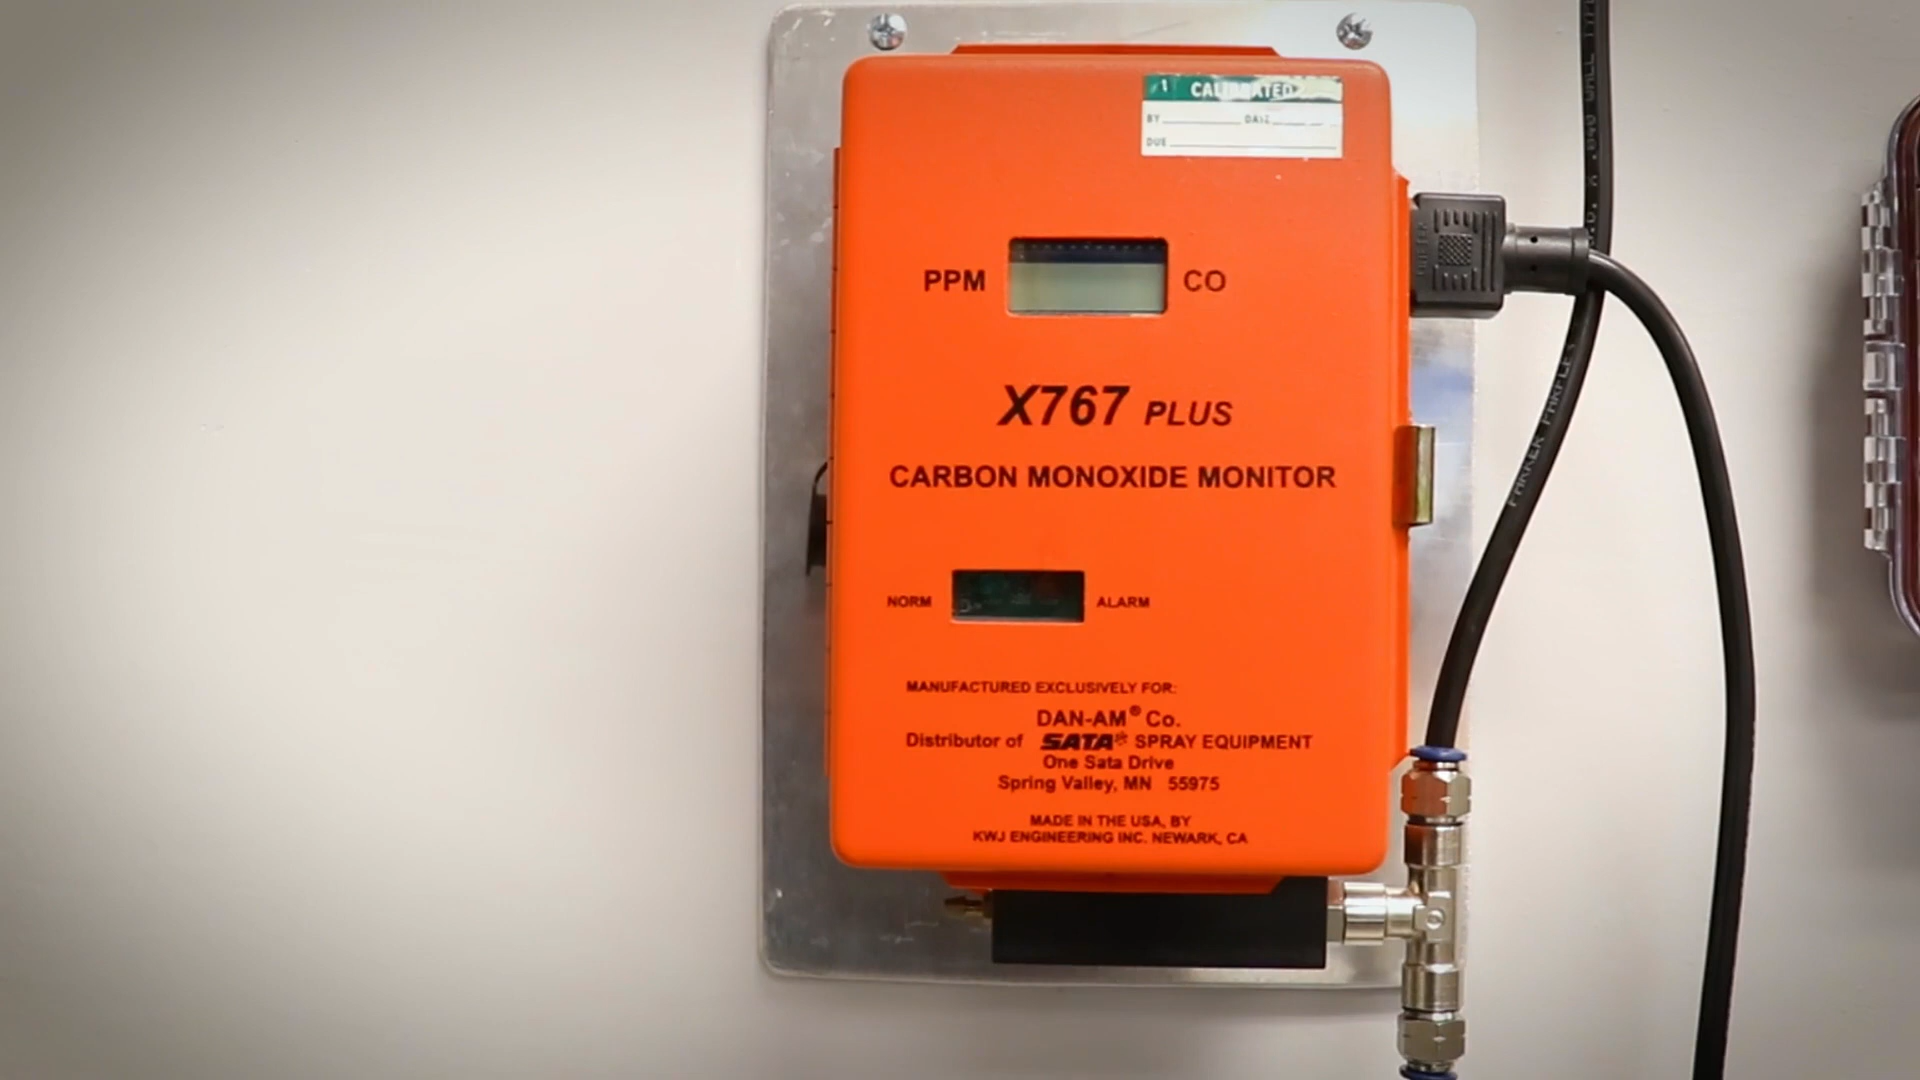 CALIBRATED
BY DATE
DUE
PPM CO
X767 PLUS
CARBON MONOXIDE MONITOR
NORM ALARM
MANUFACTURED EXCLUSIVELY FOR:
DAN-AM® Co.
Distributor of SATA® SPRAY EQUIPMENT
One Sata Drive
Spring Valley, MN 55975
MADE IN THE USA, BY
KWJ ENGINEERING INC. NEWARK, CA
PARKER PARFLEX